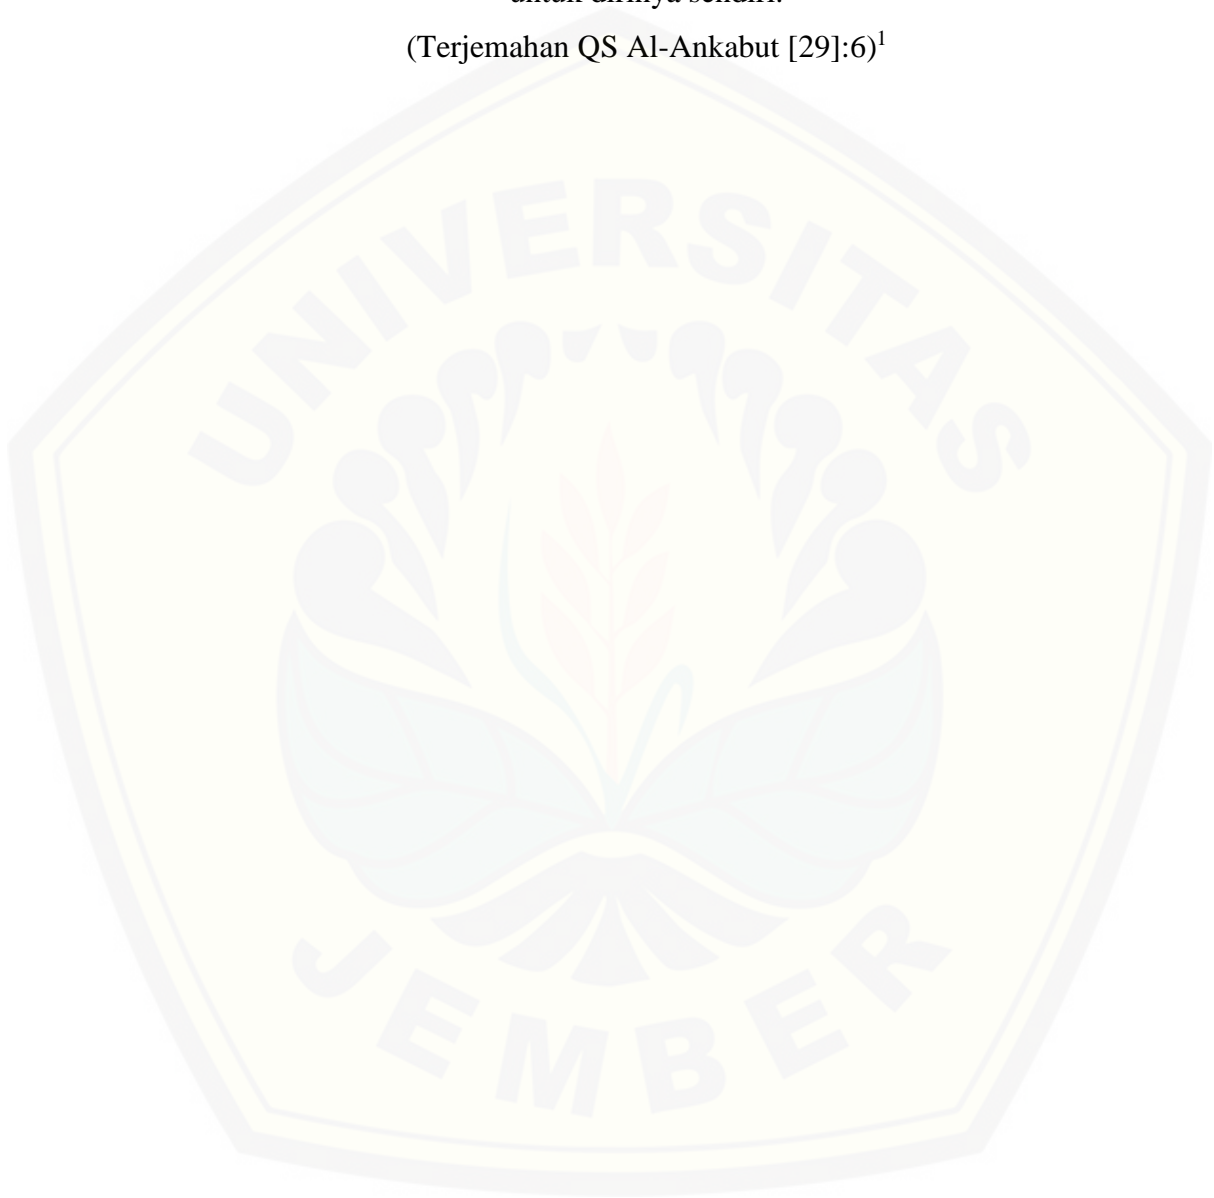 untuk dirinya sendiri.
(Terjemahan QS Al-Ankabut [29]:6)¹
UNIVERSITAS
JEMBER